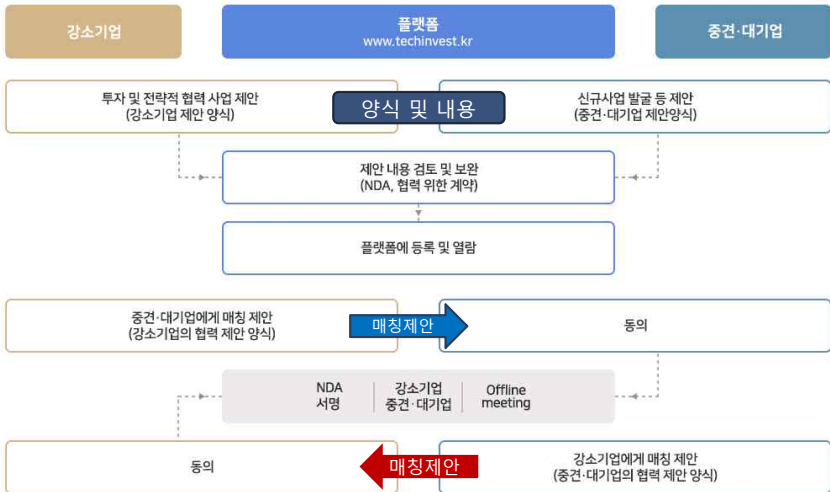 강소기업
플랫폼
www.techinvest.kr
중견·대기업
투자 및 전략적 협력 사업 제안
(강소기업 제안 양식)
양식 및 내용
신규사업 발굴 등 제안
(중견·대기업 제안양식)
제안 내용 검토 및 보완
(NDA, 협력 위한 계약)
플랫폼에 등록 및 열람
중견·대기업에게 매칭 제안
(강소기업의 협력 제안 양식)
매칭제안
동의
NDA
서명
강소기업
중견·대기업
Offline
meeting
동의
매칭제안
강소기업에게 매칭 제안
(중견·대기업의 협력 제안 양식)